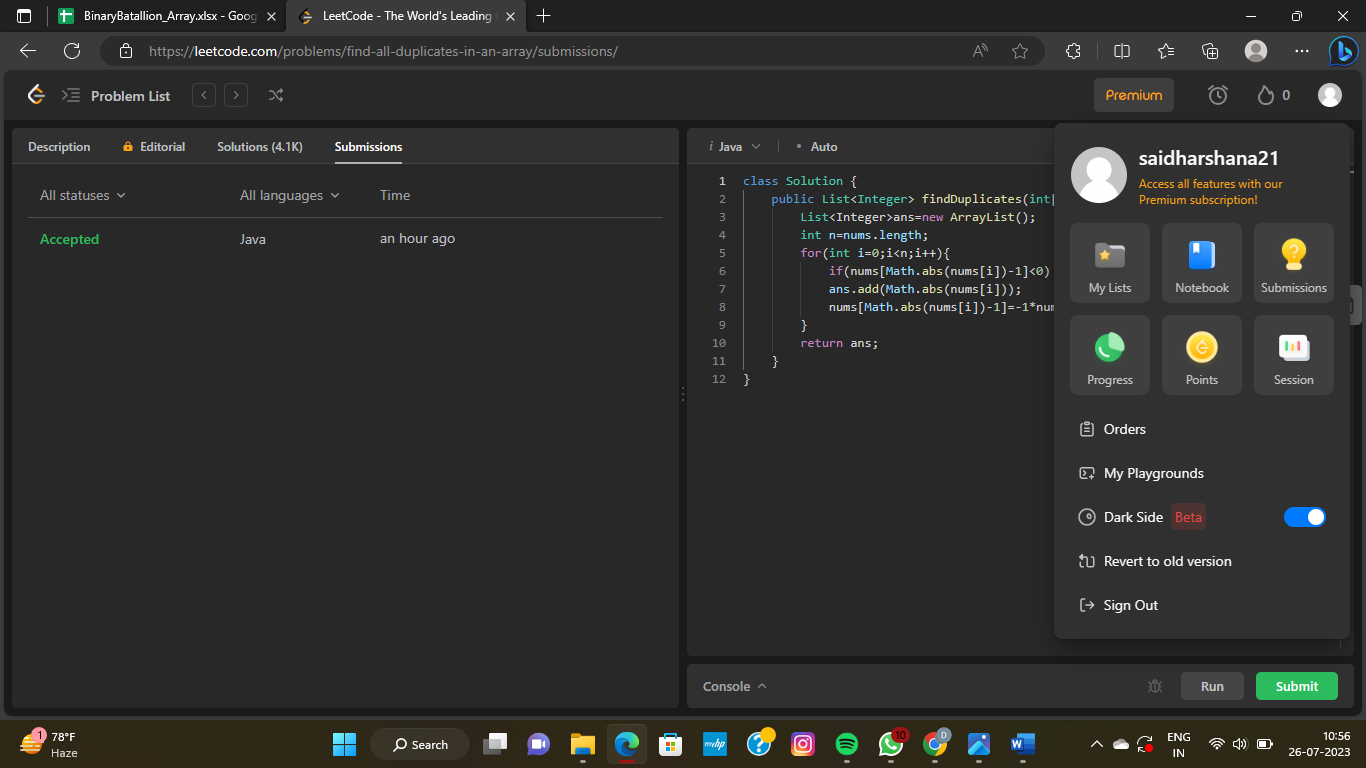 BinaryBatallion_Array.xlsx - Goog
LeetCode - The World's Leading
https://leetcode.com/problems/find-all-duplicates-in-an-array/submissions/
Problem List
Premium
0
Description
Editorial
Solutions (4.1K)
Submissions
All statuses
All languages
Time
Accepted
Java
an hour ago
i Java
• Auto
1 class Solution {
2 public List<Integer> findDuplicates(int[
3 List<Integer>ans=new ArrayList();
4 int n=nums.length;
5 for(int i=0;i<n;i++){
6 if(nums[Math.abs(nums[i])-1]<0)
7 ans.add(Math.abs(nums[i]));
8 nums[Math.abs(nums[i])-1]=-1*num
9 }
10 return ans;
11 }
12 }
saidharshana21
Access all features with our
Premium subscription!
My Lists
Notebook
Submissions
Progress
Points
Session
Orders
My Playgrounds
Dark Side Beta
Revert to old version
Sign Out
Console
Run
Submit
1
78°F
Haze
Search
myhp
10
D
ENG
IN
10:56
26-07-2023